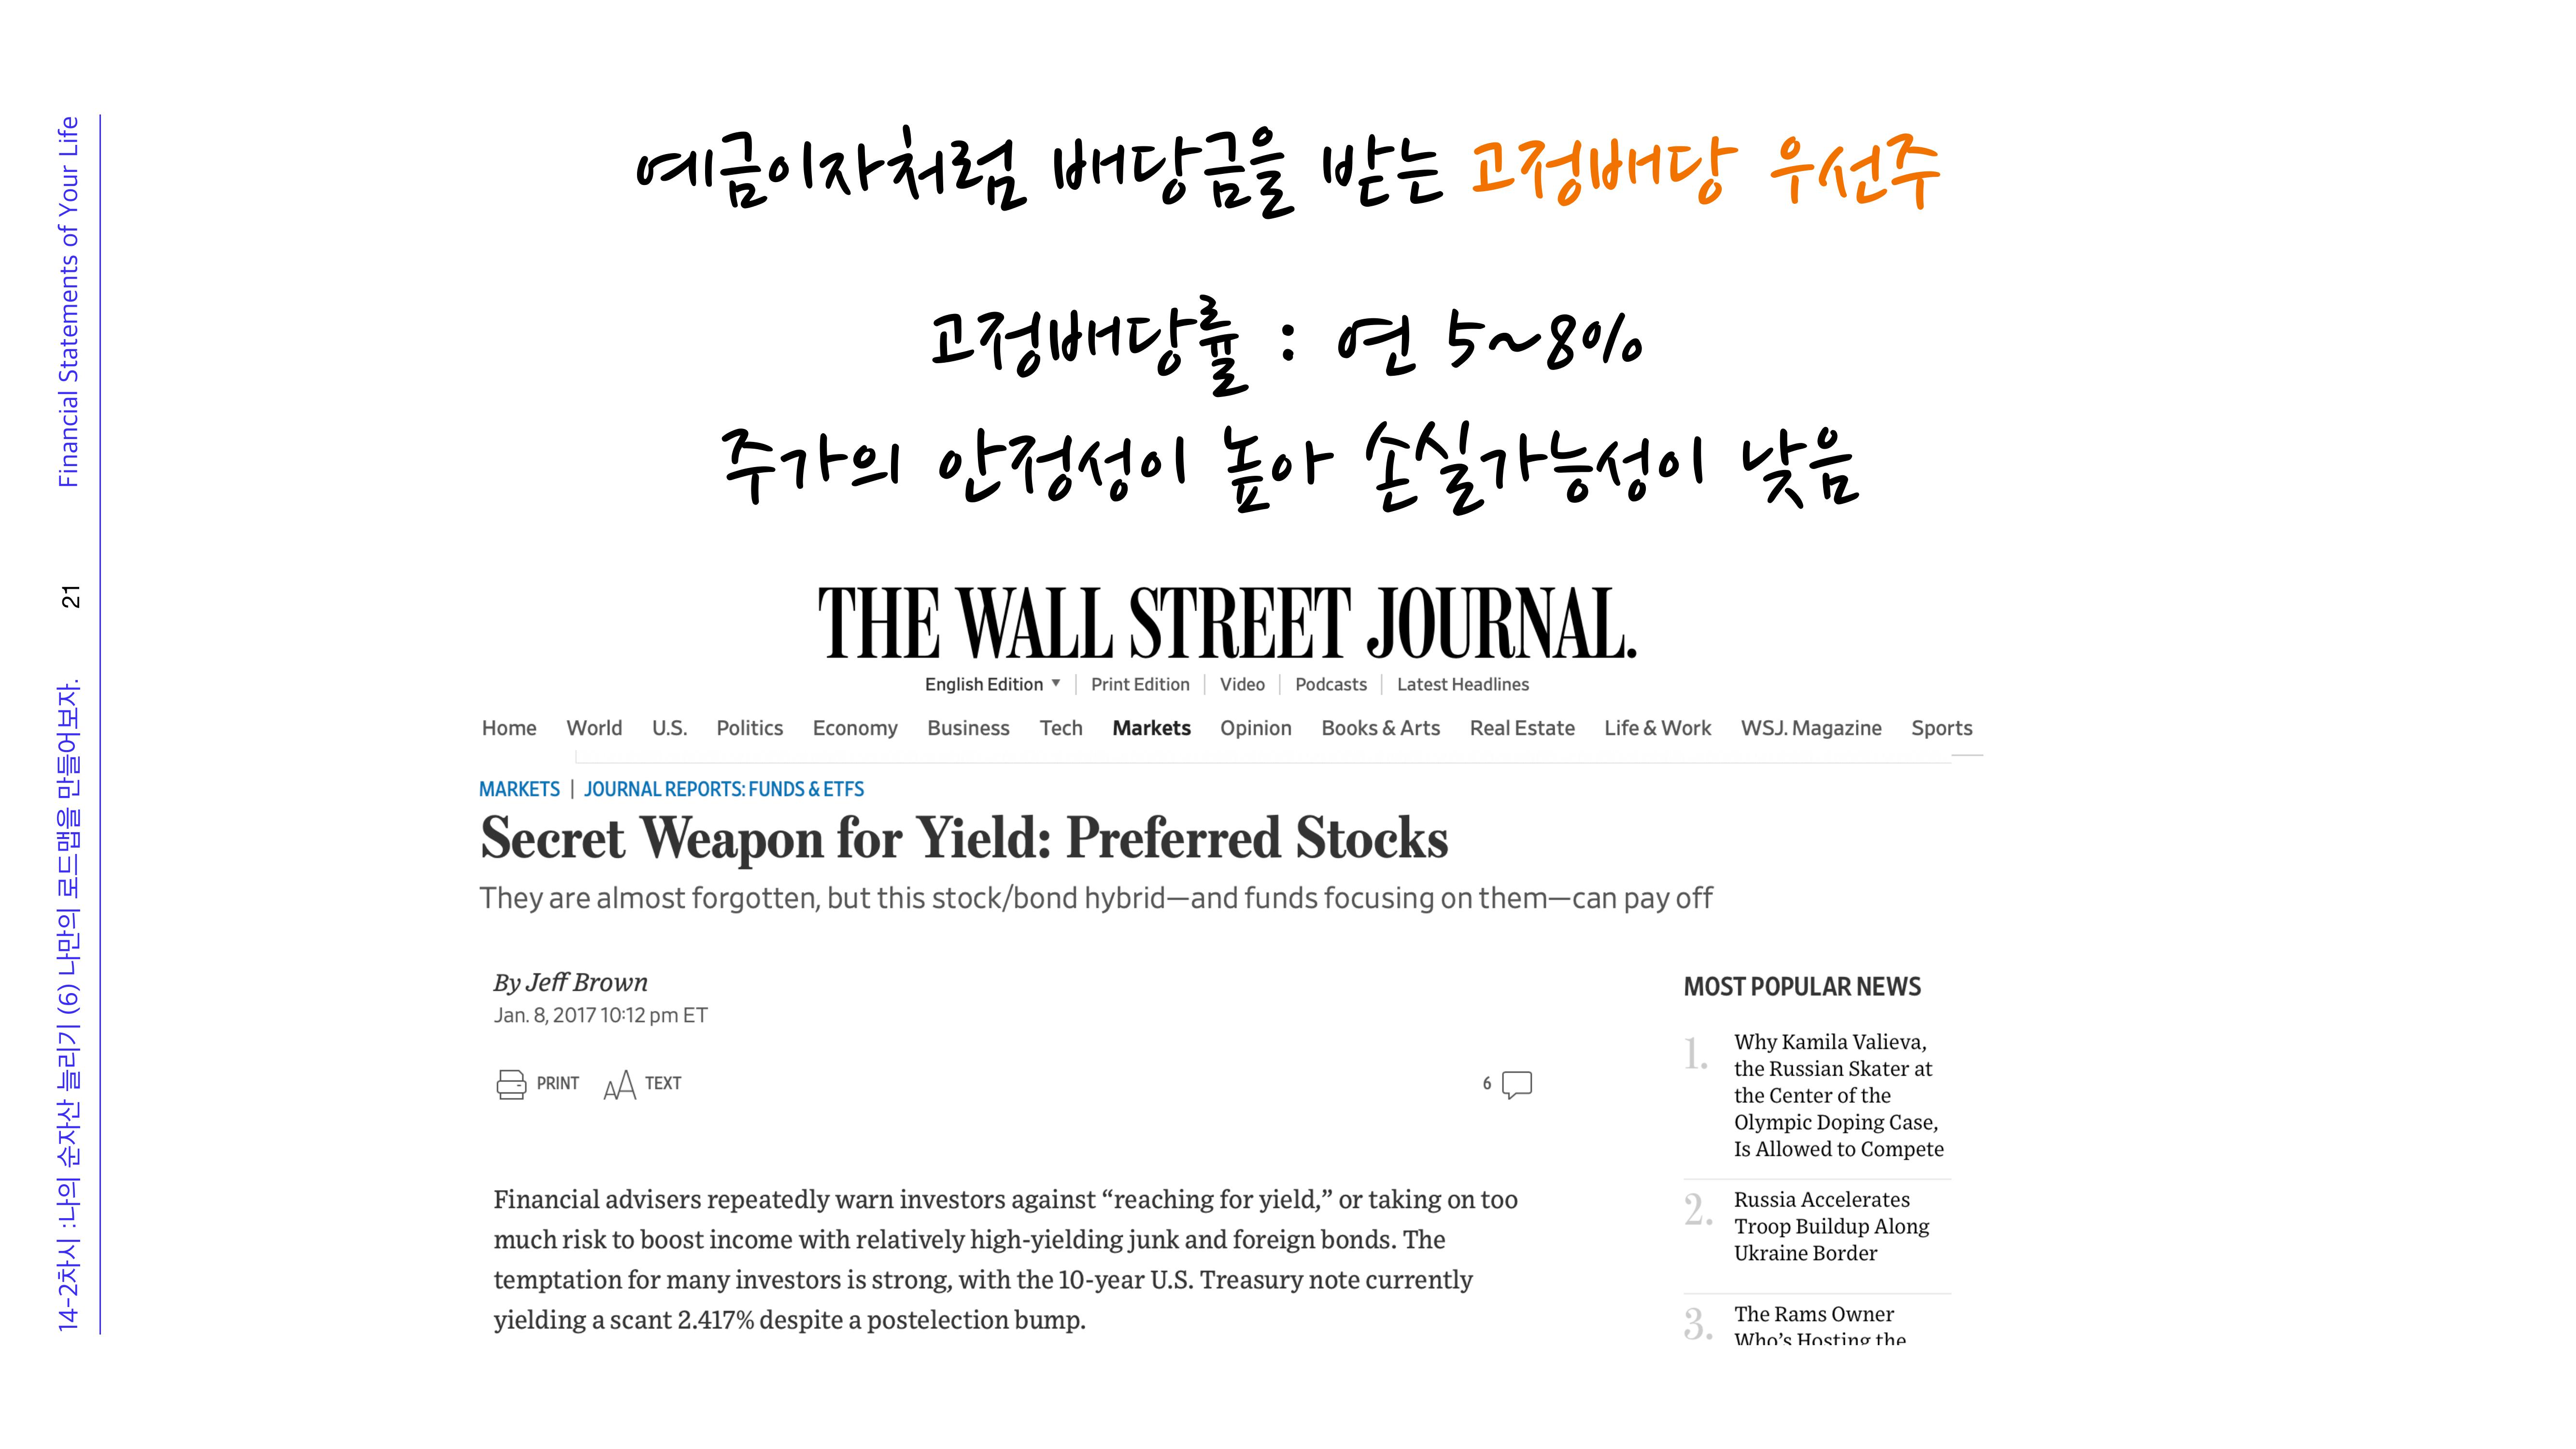 예금이자처럼 배당금을 받는 고정배당 우선주
고정배당률 : 연 5~8%
주가의 안정성이 높아 손실가능성이 낮음
THE WALL STREET JOURNAL.
English Edition Print Edition Video Podcasts Latest Headlines
Home World U.S. Politics Economy Business Tech Markets Opinion Books & Arts Real Estate Life & Work WSJ. Magazine Sports
MARKETS | JOURNAL REPORTS: FUNDS & ETFS
Secret Weapon for Yield: Preferred Stocks
They are almost forgotten, but this stock/bond hybrid—and funds focusing on them—can pay off
By Jeff Brown
Jan. 8, 2017 10:12 pm ET
PRINT AA TEXT
6
Financial advisers repeatedly warn investors against “reaching for yield,” or taking on too
much risk to boost income with relatively high-yielding junk and foreign bonds. The
temptation for many investors is strong, with the 10-year U.S. Treasury note currently
yielding a scant 2.417% despite a postelection bump.
MOST POPULAR NEWS
1. Why Kamila Valieva,
the Russian Skater at
the Center of the
Olympic Doping Case,
Is Allowed to Compete
2. Russia Accelerates
Troop Buildup Along
Ukraine Border
3. The Rams Owner
Who’s Hosting the
14-2차시 :나의 순자산 늘리기 (6) 나만의 로드맵을 만들어보자.
21
Financial Statements of Your Life